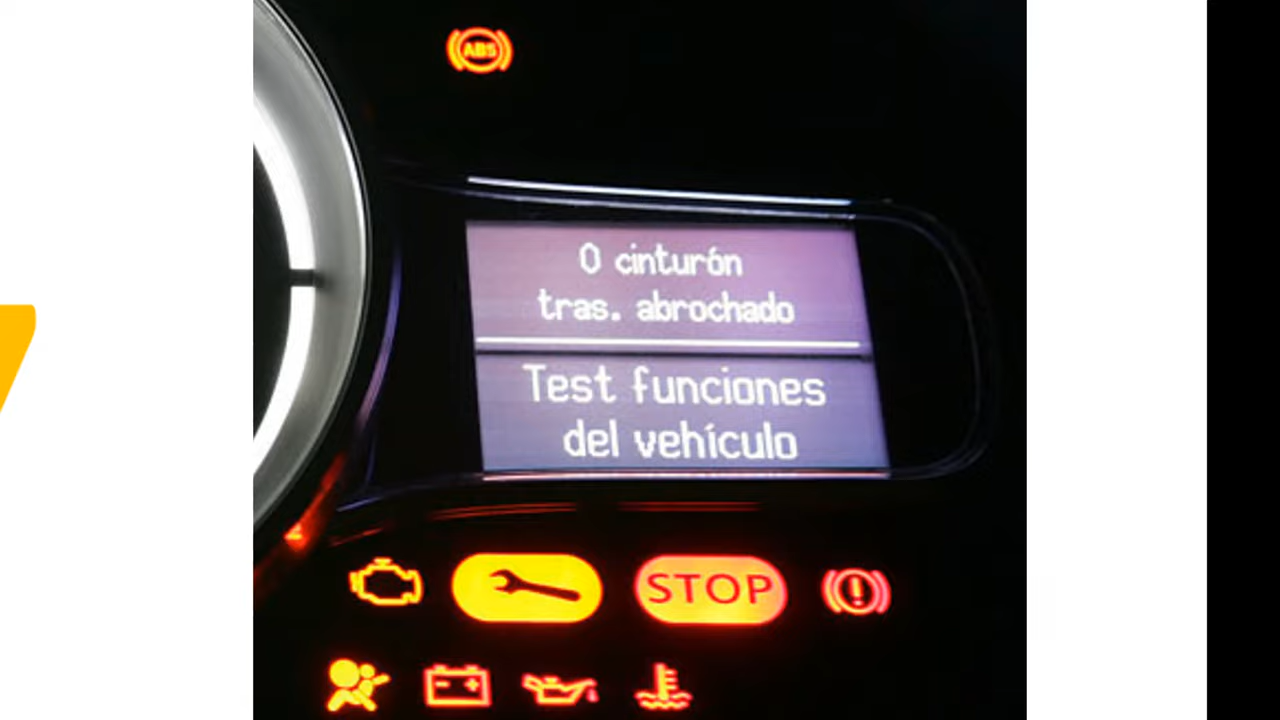 ABS
0 cinturón
tras. abrochado
Test funciones
del vehículo
STOP